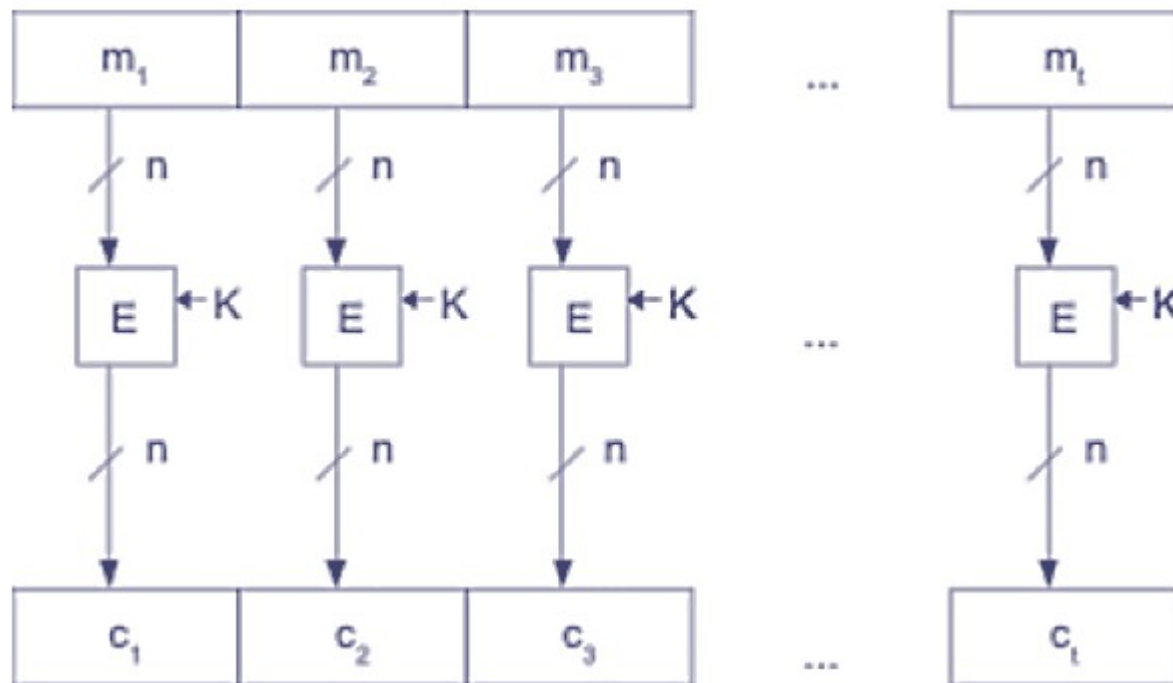 m₁ m₂ m₃ ... mₜ
n n n n
E K E K E K ... E K
n n n n
c₁ c₂ c₃ ... cₜ